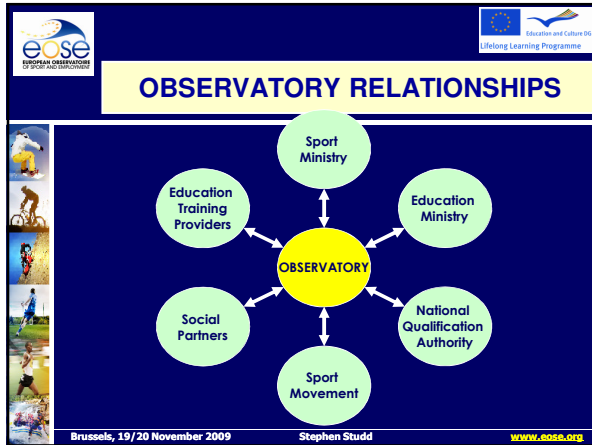 eose
EUROPEAN OBSERVATOIRE
OF SPORT AND EMPLOYMENT
Education and Culture DG
Lifelong Learning Programme
OBSERVATORY RELATIONSHIPS
Sport
Ministry
Education
Training
Providers
Education
Ministry
OBSERVATORY
Social
Partners
National
Qualification
Authority
Sport
Movement
Brussels, 19/20 November 2009
Stephen Studd
www.eose.org